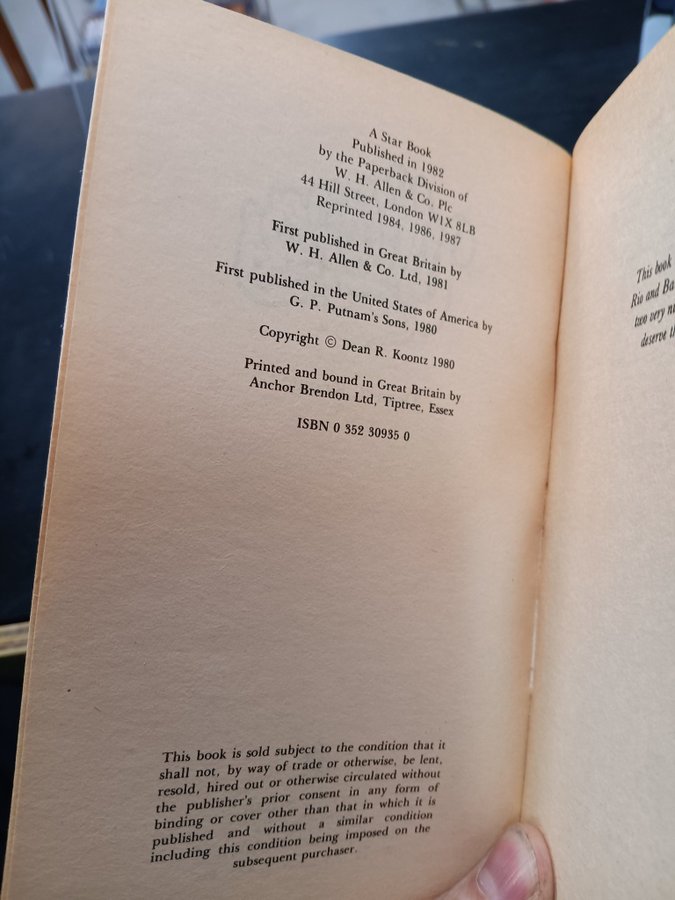 A Star Book
Published in 1982
by the Paperback Division of
W. H. Allen & Co. Plc
44 Hill Street, London W1X 8LB
Reprinted 1984, 1986, 1987
First published in Great Britain by
W. H. Allen & Co. Ltd, 1981
First published in the United States of America by
G. P. Putnam's Sons, 1980
Copyright © Dean R. Koontz 1980
Printed and bound in Great Britain by
Anchor Brendon Ltd, Tiptree, Essex
ISBN 0 352 30935 0
This book is sold subject to the condition that it
shall not, by way of trade or otherwise, be lent,
resold, hired out or otherwise circulated without
the publisher's prior consent in any form of
binding or cover other than that in which it is
published and without a similar condition
including this condition being imposed on the
subsequent purchaser.
This book
Rio and Ba
two very
deserve